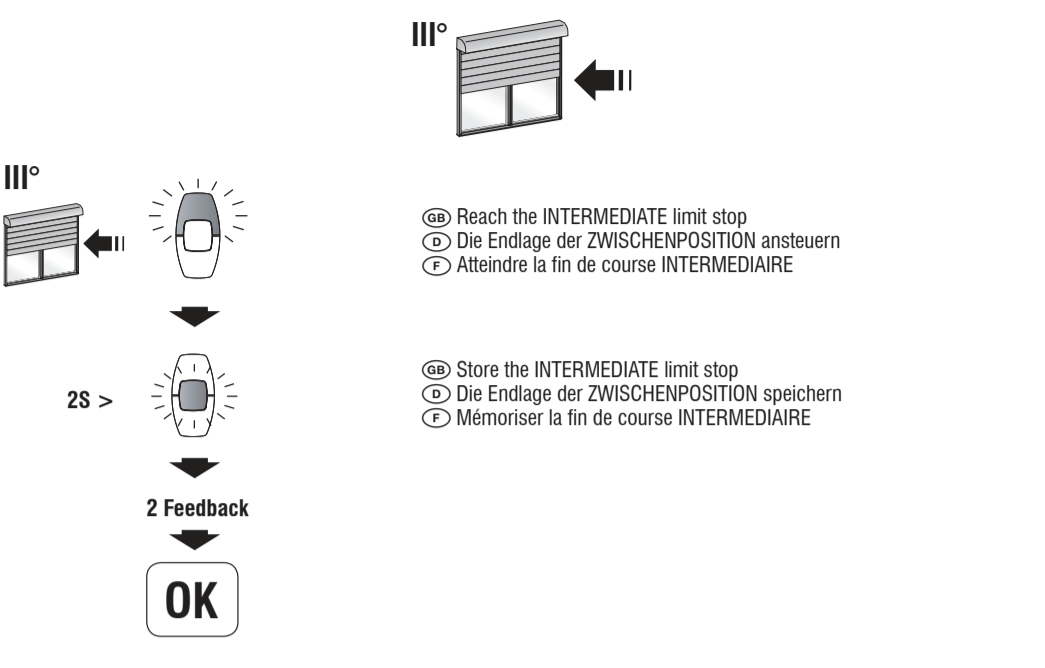 III°
III°
GB Reach the INTERMEDIATE limit stop
D Die Endlage der ZWISCHENPOSITION ansteuern
F Atteindre la fin de course INTERMEDIAIRE
2S >
GB Store the INTERMEDIATE limit stop
D Die Endlage der ZWISCHENPOSITION speichern
F Mémoriser la fin de course INTERMEDIAIRE
2 Feedback
OK